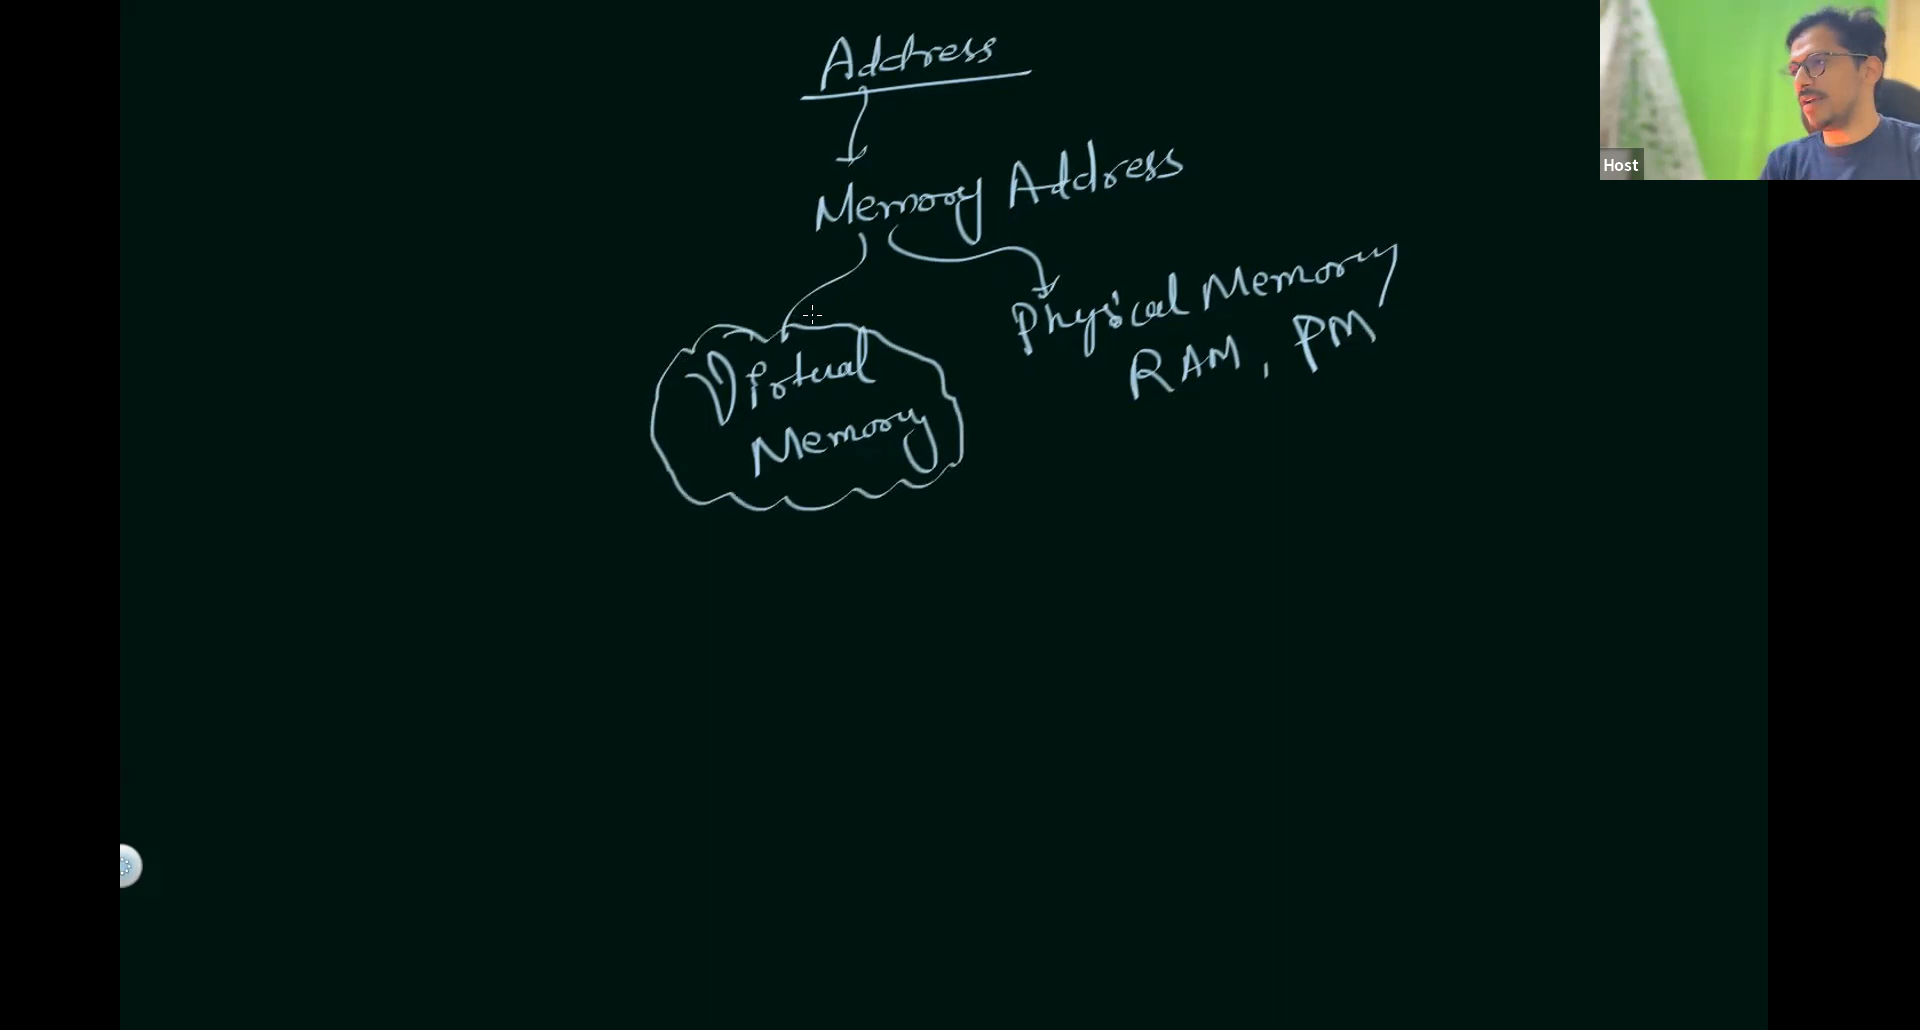 Address
Memory Address
Physical Memory
RAM, PM
Virtual
Memory
Host